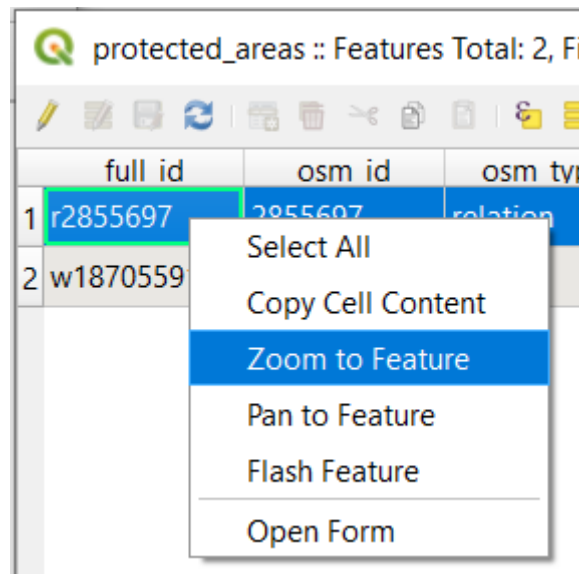 protected_areas :: Features Total: 2, Fi
full_id osm_id osm_typ
1 r2855697 2855697 relation
2 w18705591
Select All
Copy Cell Content
Zoom to Feature
Pan to Feature
Flash Feature
Open Form